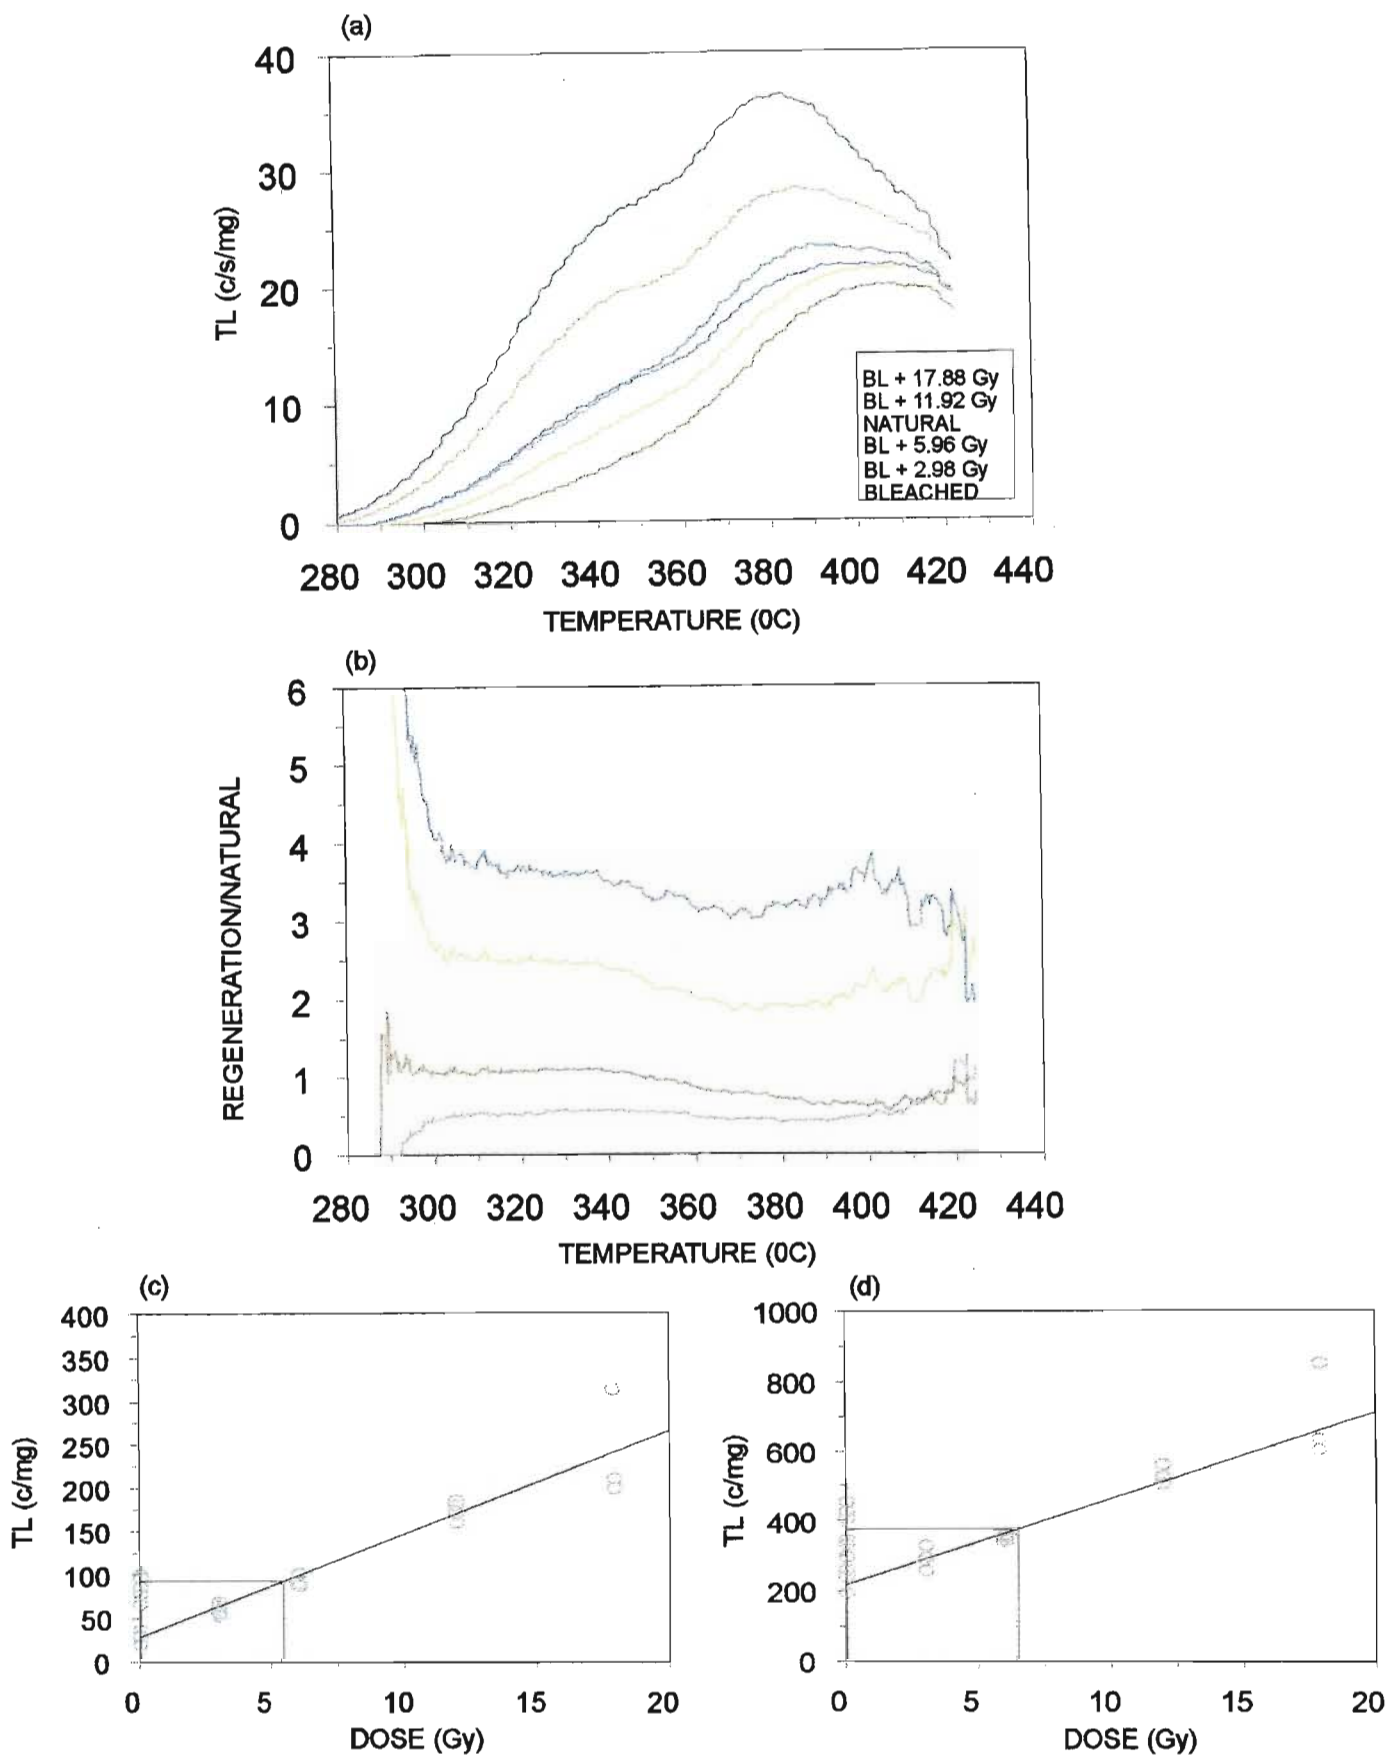 (a)
40
30
20
10
0
TL (c/s/mg)
BL + 17.88 Gy
BL + 11.92 Gy
NATURAL
BL + 5.96 Gy
BL + 2.98 Gy
BLEACHED
280 300 320 340 360 380 400 420 440
TEMPERATURE (0C)
(b)
6
5
4
3
2
1
0
REGENERATION/NATURAL
280 300 320 340 360 380 400 420 440
TEMPERATURE (0C)
(c)
400
350
300
250
200
150
100
50
0
TL (c/mg)
0 5 10 15 20
DOSE (Gy)
(d)
1000
800
600
400
200
0
TL (c/mg)
0 5 10 15 20
DOSE (Gy)